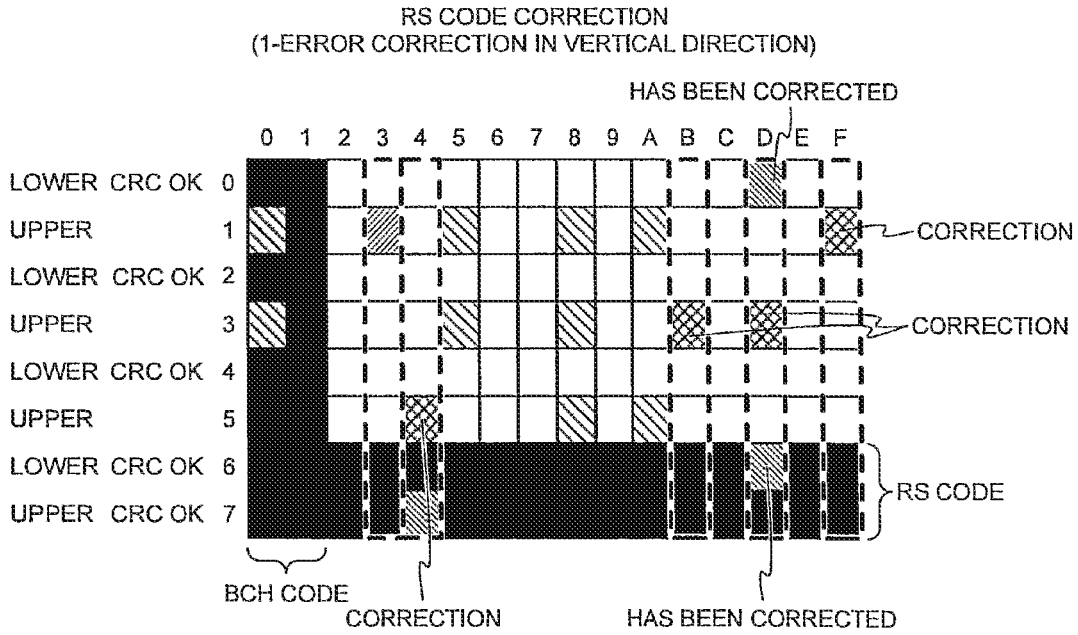 RS CODE CORRECTION
(1-ERROR CORRECTION IN VERTICAL DIRECTION)
HAS BEEN CORRECTED
0 1 2 3 4 5 6 7 8 9 A B C D E F
LOWER CRC OK 0
UPPER 1
CORRECTION
LOWER CRC OK 2
UPPER 3
CORRECTION
LOWER CRC OK 4
UPPER 5
LOWER CRC OK 6
RS CODE
UPPER CRC OK 7
BCH CODE
CORRECTION
HAS BEEN CORRECTED